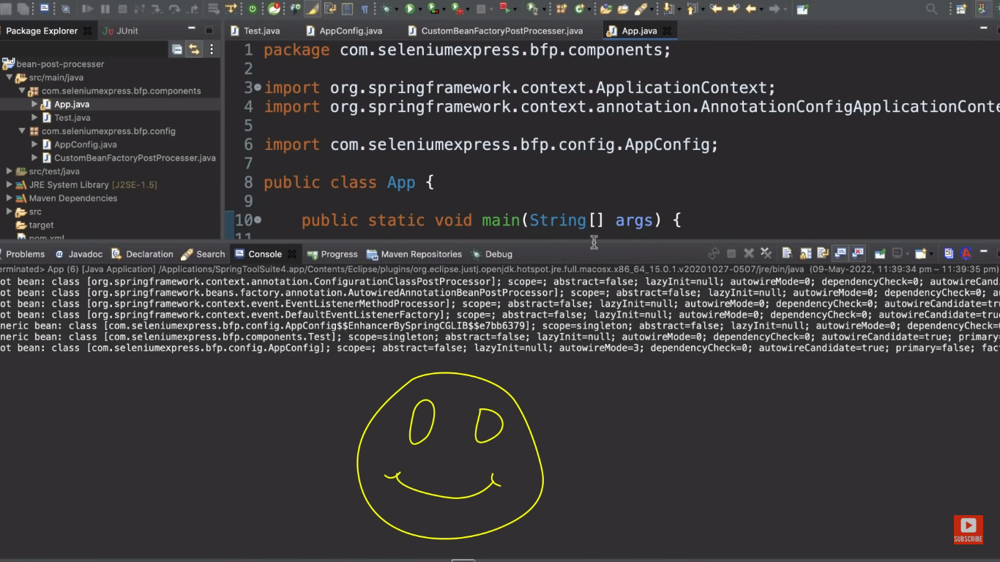 Package Explorer
JUnit
Test.java
AppConfig.java
CustomBeanFactoryPostProcesser.java
App.java
bean-post-processer
src/main/java
com.seleniumexpress.bfp.components
App.java
Test.java
com.seleniumexpress.bfp.config
AppConfig.java
CustomBeanFactoryPostProcesser.java
src/test/java
JRE System Library [J2SE-1.5]
Maven Dependencies
src
target
pom.xml
1 package com.seleniumexpress.bfp.components;
2
3 import org.springframework.context.ApplicationContext;
4 import org.springframework.context.annotation.AnnotationConfigApplicationConte
5
6 import com.seleniumexpress.bfp.config.AppConfig;
7
8 public class App {
9
10 public static void main(String[] args) {
11
Problems @ Javadoc Declaration Search Console Progress Maven Repositories Debug
erminated> App (6) [Java Application] /Applications/SpringToolSuite4.app/Contents/Eclipse/plugins/org.eclipse.justj.openjdk.hotspot.jre.full.macosx.x86_64_15.0.1.v20201027-0507/jre/bin/java (09-May-2022, 11:39:34 pm – 11:39:35 pm)
ot bean: class [org.springframework.context.annotation.ConfigurationClassPostProcessor]; scope=; abstract=false; lazyInit=null; autowireMode=0; dependencyCheck=0; autowireCand
ot bean: class [org.springframework.beans.factory.annotation.AutowiredAnnotationBeanPostProcessor]; scope=; abstract=false; lazyInit=null; autowireMode=0; dependencyCheck=0; au
ot bean: class [org.springframework.context.event.EventListenerMethodProcessor]; scope=; abstract=false; lazyInit=null; autowireMode=0; dependencyCheck=0; autowireCandidate=tru
ot bean: class [org.springframework.context.event.DefaultEventListenerFactory]; scope=; abstract=false; lazyInit=null; autowireMode=0; dependencyCheck=0; autowireCandidate=true
neric bean: class [com.seleniumexpress.bfp.config.AppConfig$$EnhancerBySpringCGLIB$$e7bb6379]; scope=singleton; abstract=false; lazyInit=null; autowireMode=0; dependencyCheck=0
neric bean: class [com.seleniumexpress.bfp.components.Test]; scope=singleton; abstract=false; lazyInit=null; autowireMode=0; dependencyCheck=0; autowireCandidate=true; primary=
ot bean: class [com.seleniumexpress.bfp.config.AppConfig]; scope=; abstract=false; lazyInit=null; autowireMode=3; dependencyCheck=0; autowireCandidate=true; primary=false; fac
SUBSCRIBE